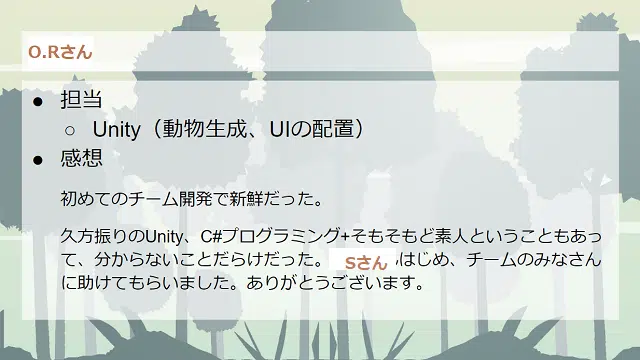 O.Rさん
● 担当
○ Unity（動物生成、UIの配置）
● 感想
初めてのチーム開発で新鮮だった。
久方振りのUnity、C#プログラミング+そもそもど素人ということもあっ
て、分からないことだらけだった。 Sさん はじめ、チームのみなさん
に助けてもらいました。ありがとうございます。